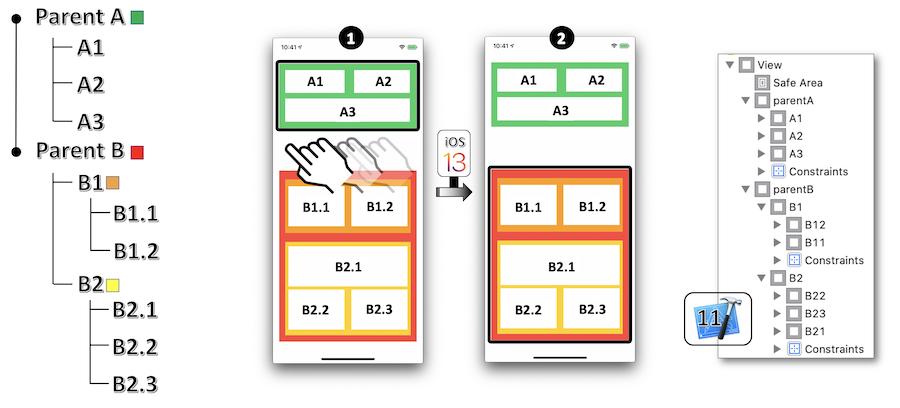 Parent A
A1
A2
A3
Parent B
B1
B1.1
B1.2
B2
B2.1
B2.2
B2.3
1
10:41
A1 A2
A3
B1.1 B1.2
B2.1
B2.2 B2.3
iOS
13
2
10:41
A1 A2
A3
B1.1 B1.2
B2.1
B2.2 B2.3
View
Safe Area
parentA
A1
A2
A3
Constraints
parentB
B1
B12
B11
Constraints
B2
B22
B23
B21
Constraints
11